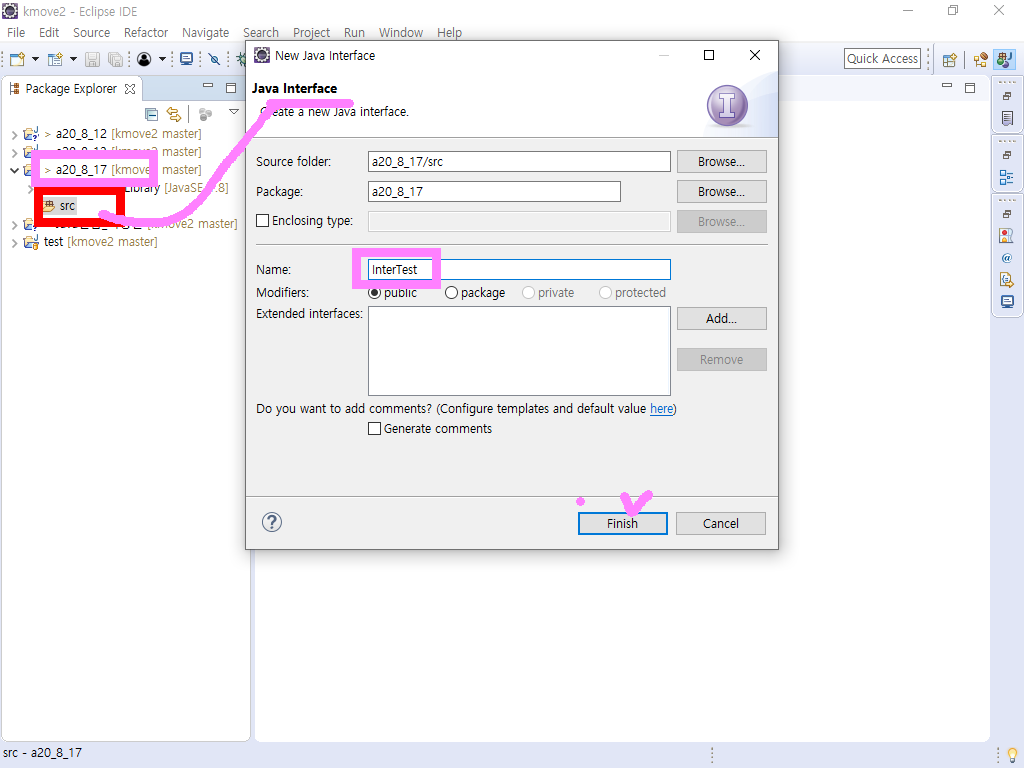 kmove2 - Eclipse IDE
File Edit Source Refactor Navigate Search Project Run Window Help
Quick Access
Package Explorer
> a20_8_12 [kmove2 master]
[kmove2 master]
> a20_8_17 [kmove master]
Library [JavaSE .8]
src
[kmove2 master]
test [kmove2 master]
New Java Interface
Java Interface
Create a new Java interface.
Source folder: a20_8_17/src Browse...
Package: a20_8_17 Browse...
Enclosing type: Browse...
Name: InterTest
Modifiers: public package private protected
Extended interfaces: Add...
Remove
Do you want to add comments? (Configure templates and default value here)
Generate comments
Finish Cancel
src - a20_8_17